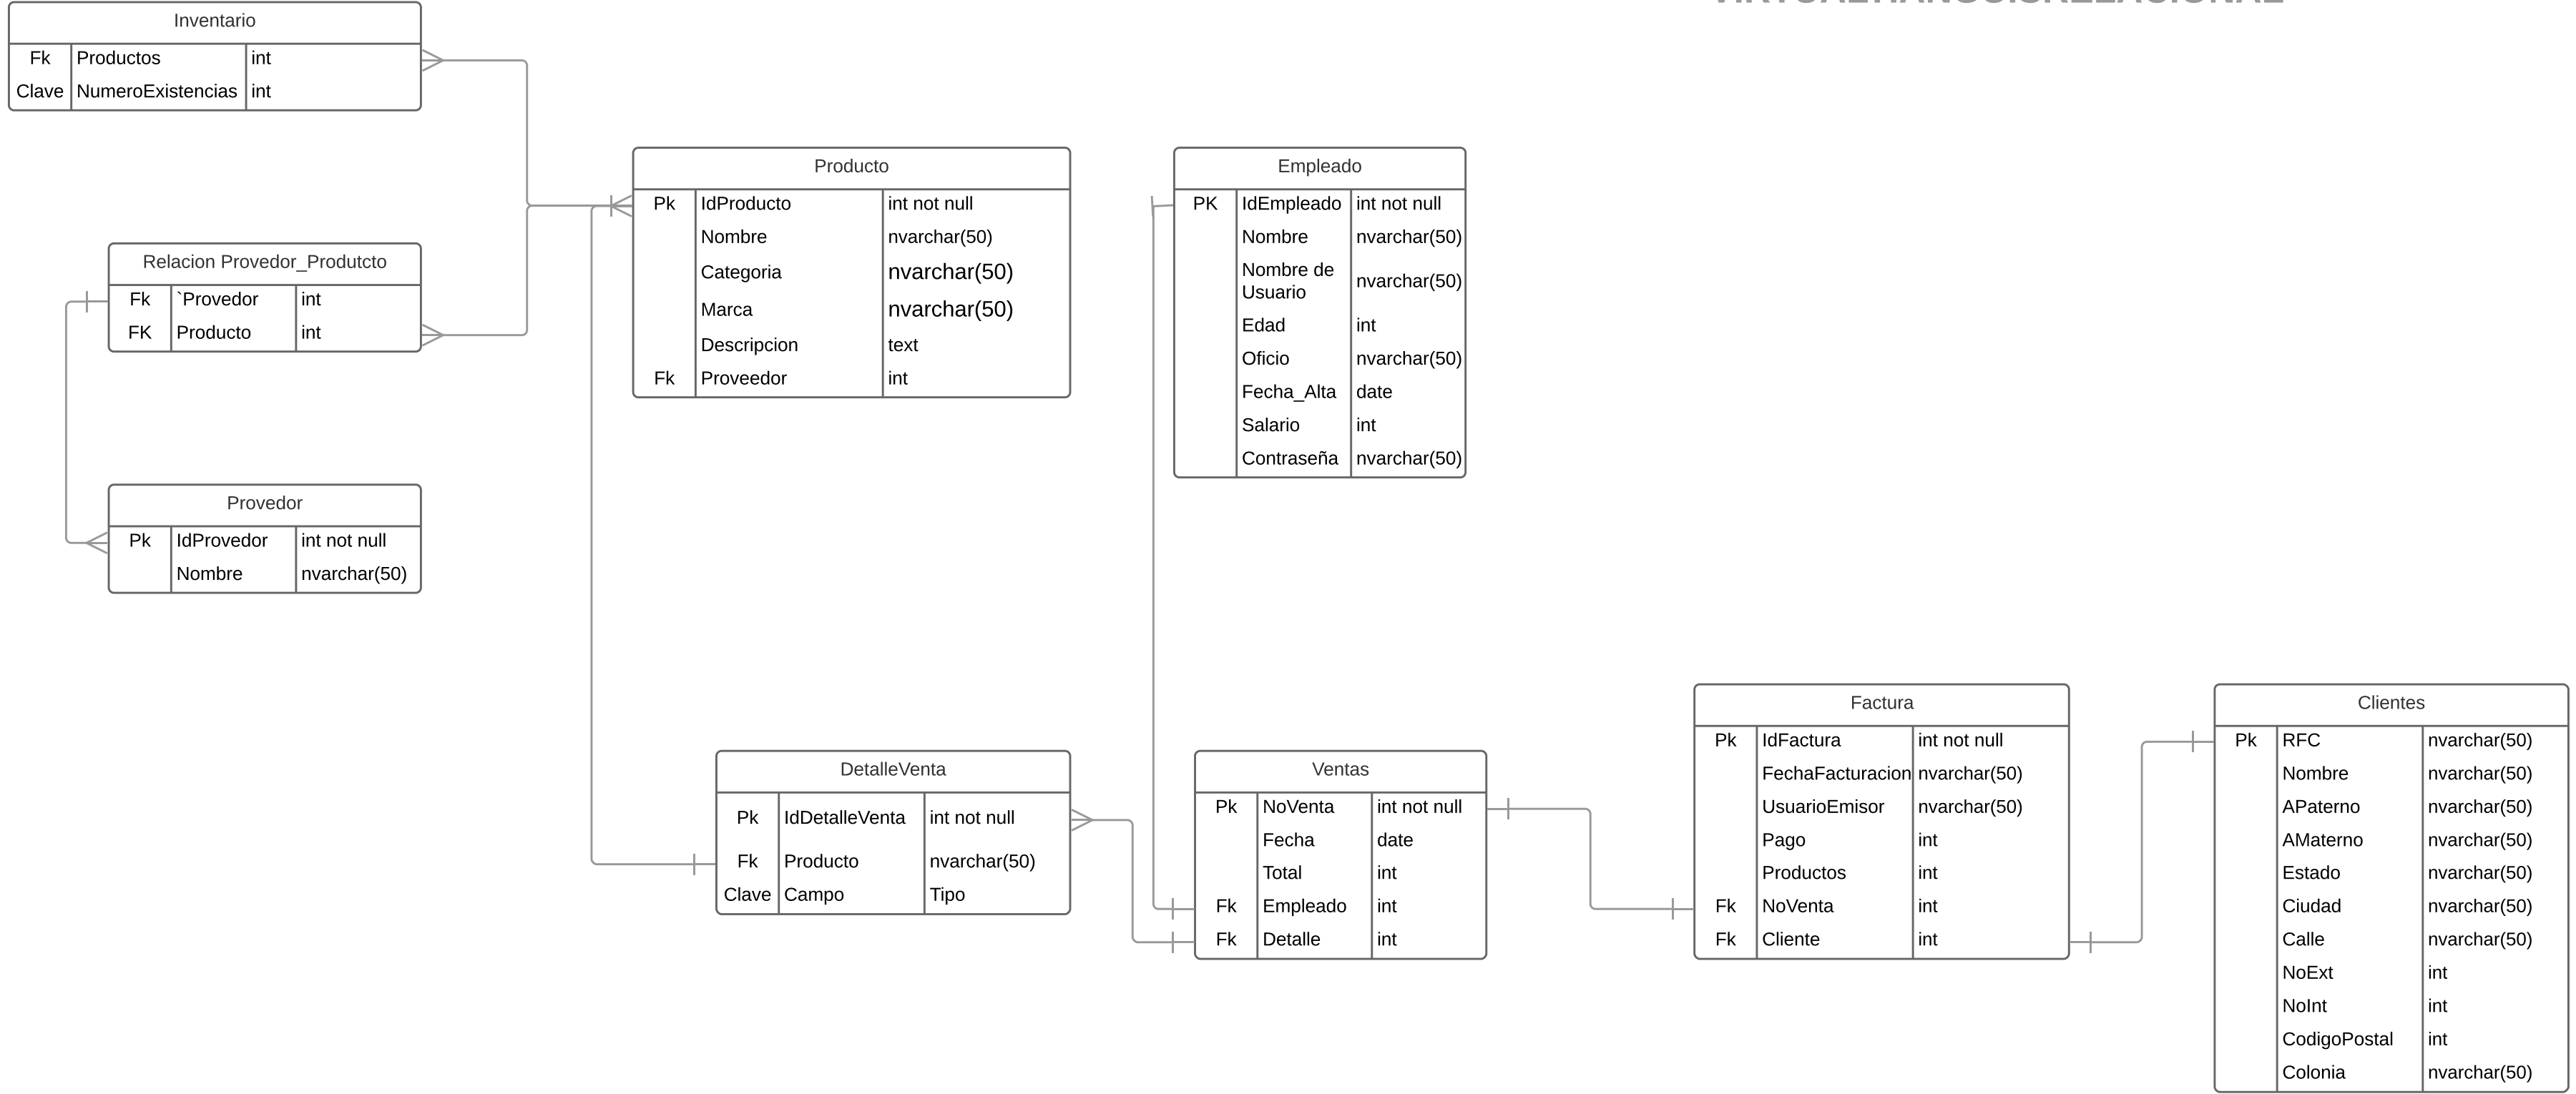 Inventario
Fk Productos int
Clave NumeroExistencias int
Producto
Pk IdProducto int not null
Nombre nvarchar(50)
Categoria nvarchar(50)
Marca nvarchar(50)
Descripcion text
Fk Proveedor int
Empleado
PK IdEmpleado int not null
Nombre nvarchar(50)
Nombre de
Usuario nvarchar(50)
Edad int
Oficio nvarchar(50)
Fecha_Alta date
Salario int
Contraseña nvarchar(50)
Relacion Provedor_Produtcto
Fk `Provedor int
FK Producto int
Provedor
Pk IdProvedor int not null
Nombre nvarchar(50)
DetalleVenta
Pk IdDetalleVenta int not null
Fk Producto nvarchar(50)
Clave Campo Tipo
Ventas
Pk NoVenta int not null
Fecha date
Total int
Fk Empleado int
Fk Detalle int
Factura
Pk IdFactura int not null
FechaFacturacion nvarchar(50)
UsuarioEmisor nvarchar(50)
Pago int
Productos int
Fk NoVenta int
Fk Cliente int
Clientes
Pk RFC nvarchar(50)
Nombre nvarchar(50)
APaterno nvarchar(50)
AMaterno nvarchar(50)
Estado nvarchar(50)
Ciudad nvarchar(50)
Calle nvarchar(50)
NoExt int
NoInt int
CodigoPostal int
Colonia nvarchar(50)